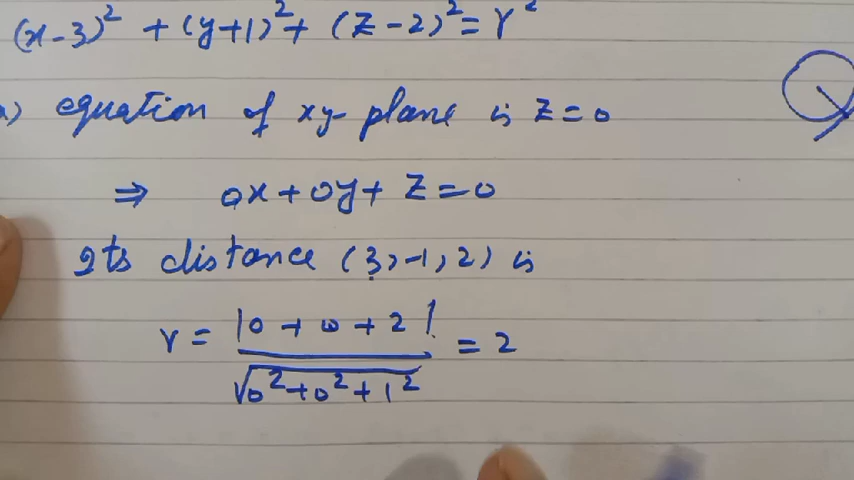 (x-3)² + (y+1)² + (z-2)² = r²
a) equation of xy-plane is z=0
⇒ 0x+0y+ z=0
Its distance (3,-1,2) is
r = |0+0+2| / √0²+0²+1² = 2